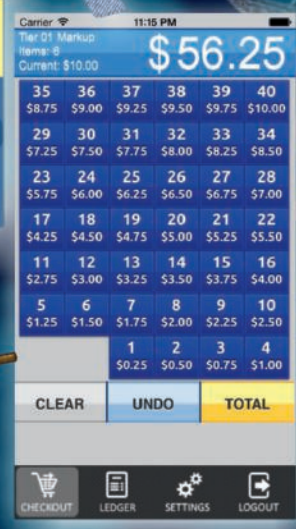 Carrier 11:15 PM
Tier 01 Markup
Items: 6
Current: $10.00
$56.25
35 36 37 38 39 40
$8.75 $9.00 $9.25 $9.50 $9.75 $10.00
29 30 31 32 33 34
$7.25 $7.50 $7.75 $8.00 $8.25 $8.50
23 24 25 26 27 28
$5.75 $6.00 $6.25 $6.50 $6.75 $7.00
17 18 19 20 21 22
$4.25 $4.50 $4.75 $5.00 $5.25 $5.50
11 12 13 14 15 16
$2.75 $3.00 $3.25 $3.50 $3.75 $4.00
5 6 7 8 9 10
$1.25 $1.50 $1.75 $2.00 $2.25 $2.50
1 2 3 4
$0.25 $0.50 $0.75 $1.00
CLEAR UNDO TOTAL
CHECKOUT LEDGER SETTINGS LOGOUT